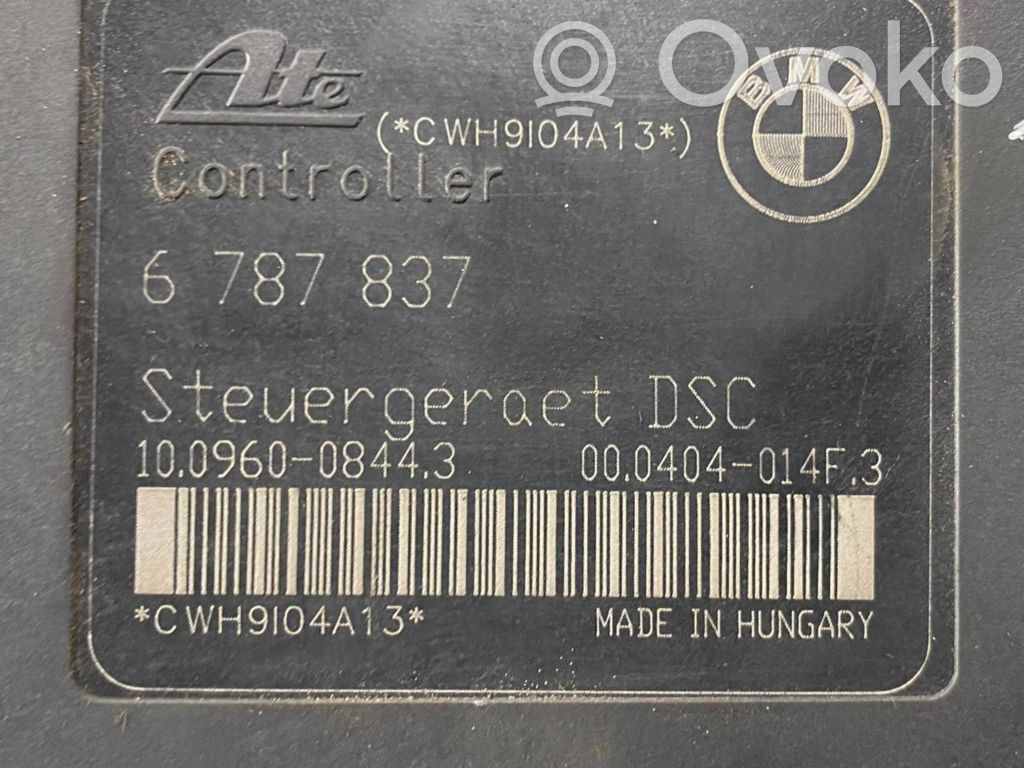 Ate
Ovoko
BMW
(*CWH9I04A13*)
Controller
6 787 837
Steuergeraet DSC
10.0960-0844.3 00.0404-014F.3
*CWH9I04A13* MADE IN HUNGARY